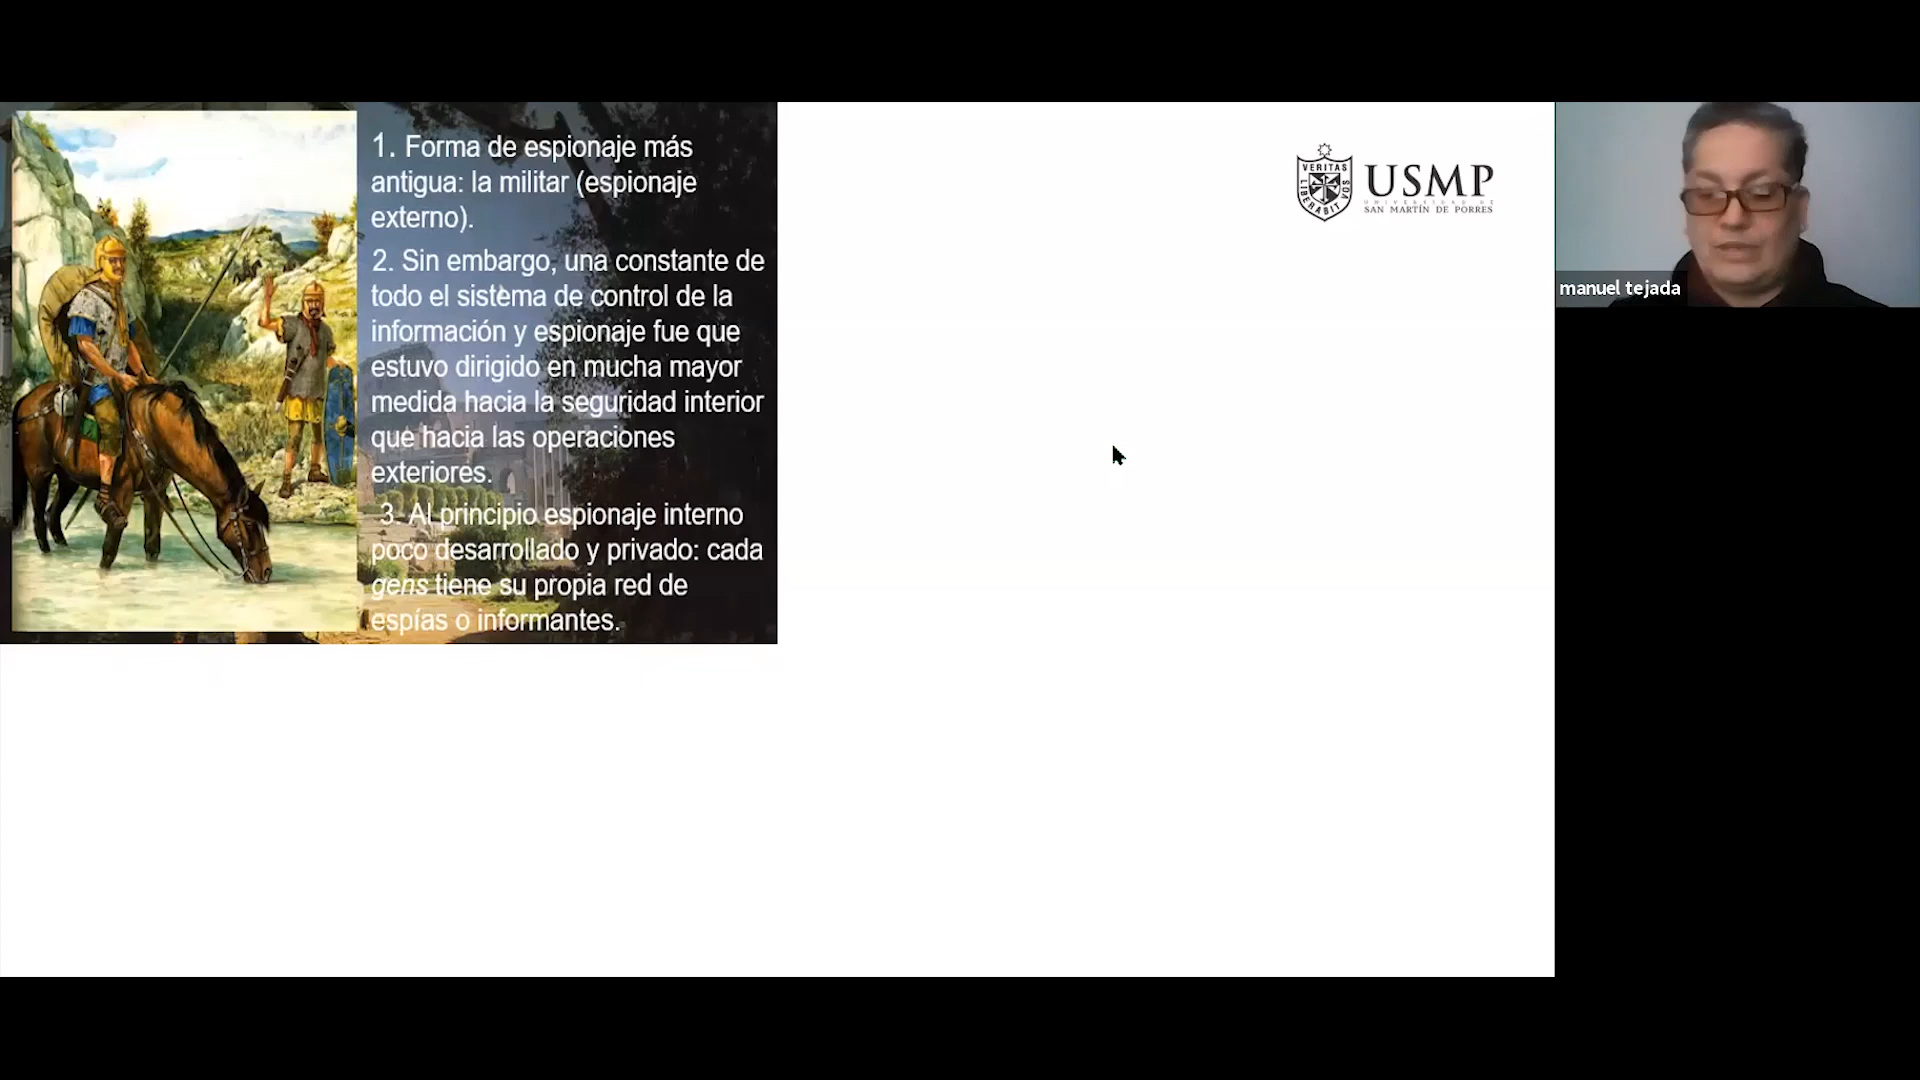 1. Forma de espionaje más
antigua: la militar (espionaje
externo).
2. Sin embargo, una constante de
todo el sistema de control de la
información y espionaje fue que
estuvo dirigido en mucha mayor
medida hacia la seguridad interior
que hacia las operaciones
exteriores.
3. Al principio espionaje interno
poco desarrollado y privado: cada
gens tiene su propia red de
espías o informantes.
VERITAS
LIBERABIT VOS
USMP
UNIVERSIDAD DE
SAN MARTÍN DE PORRES
manuel tejada